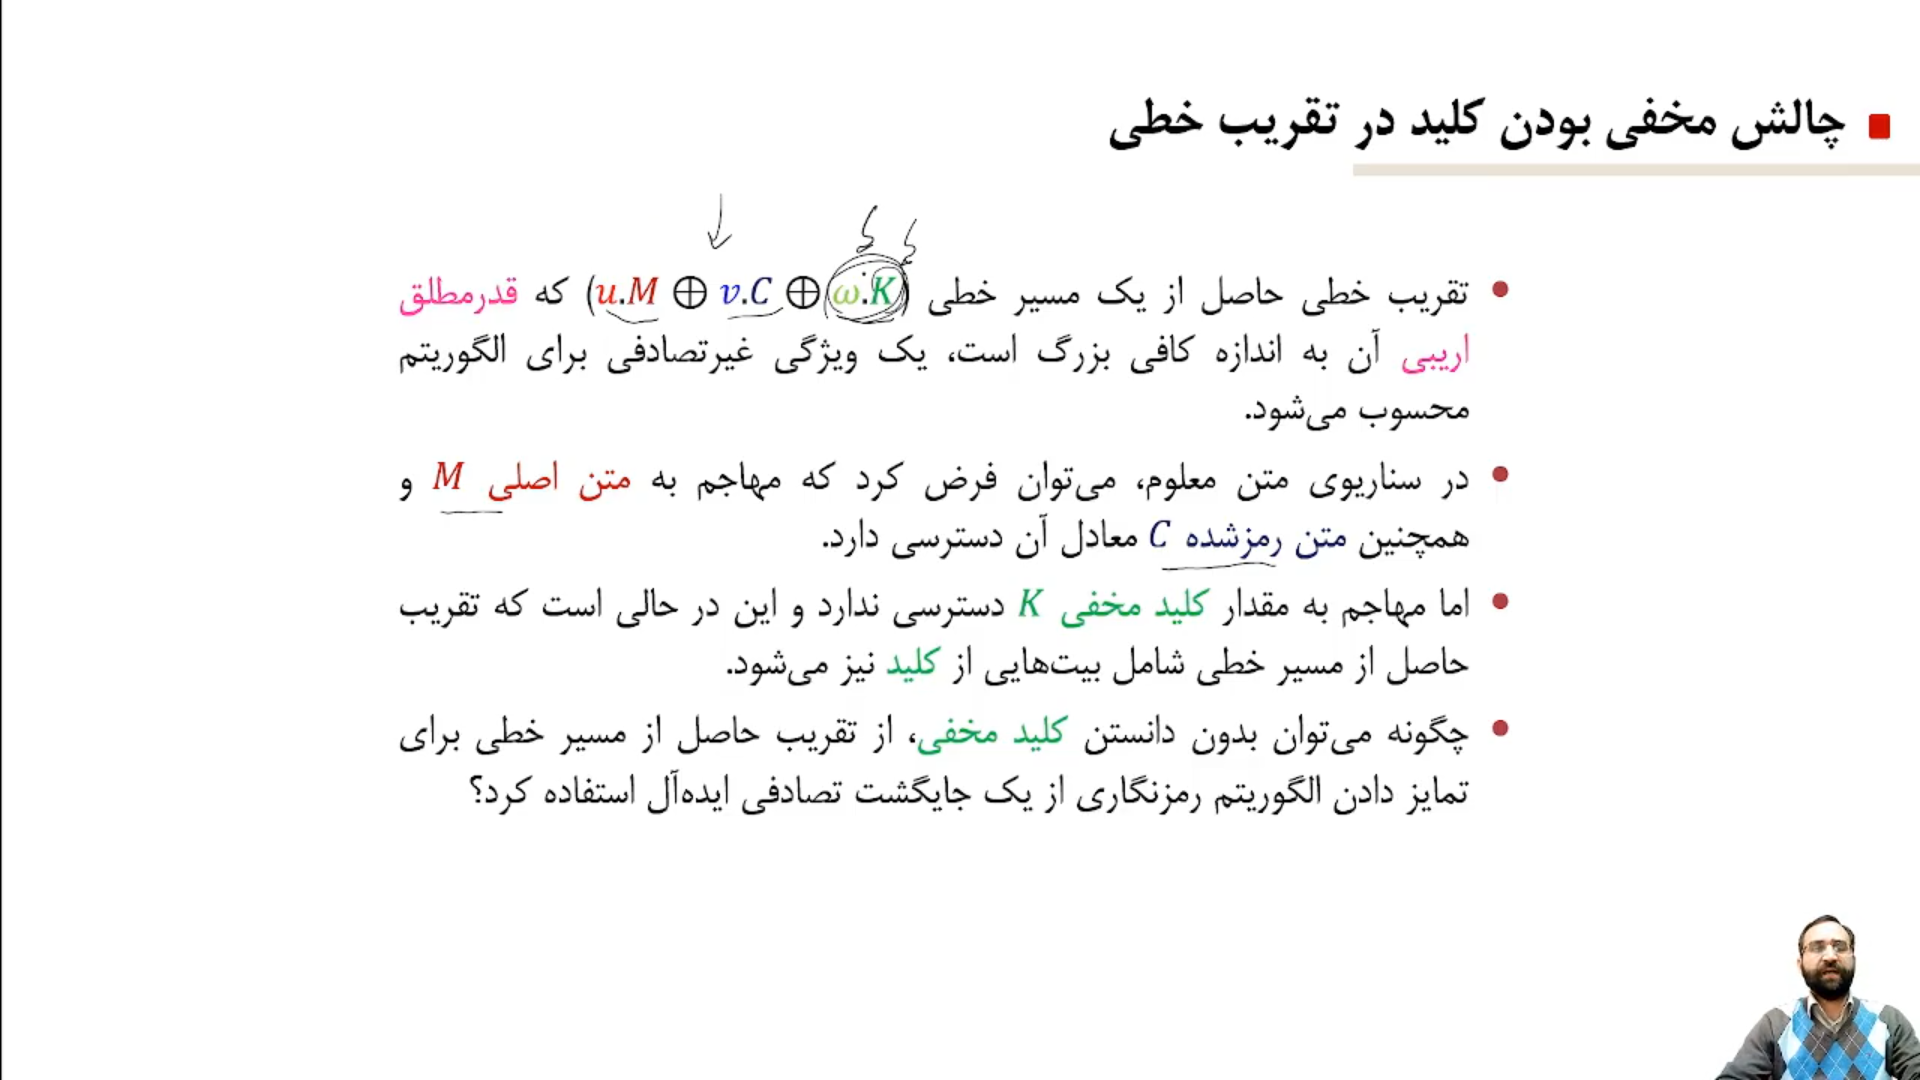 چالش مخفی بودن کلید در تقریب خطی
تقریب خطی حاصل از یک مسیر خطی (u.M ⊕ v.C ⊕ ω.K) که قدرمطلق
اریبی آن به اندازه کافی بزرگ است، یک ویژگی غیرتصادفی برای الگوریتم
محسوب می‌شود.
در سناریوی متن معلوم، می‌توان فرض کرد که مهاجم به متن اصلی M و
همچنین متن رمزشده C معادل آن دسترسی دارد.
اما مهاجم به مقدار کلید مخفی K دسترسی ندارد و این در حالی است که تقریب
حاصل از مسیر خطی شامل بیت‌هایی از کلید نیز می‌شود.
چگونه می‌توان بدون دانستن کلید مخفی، از تقریب حاصل از مسیر خطی برای
تمایز دادن الگوریتم رمزنگاری از یک جایگشت تصادفی ایده‌آل استفاده کرد؟